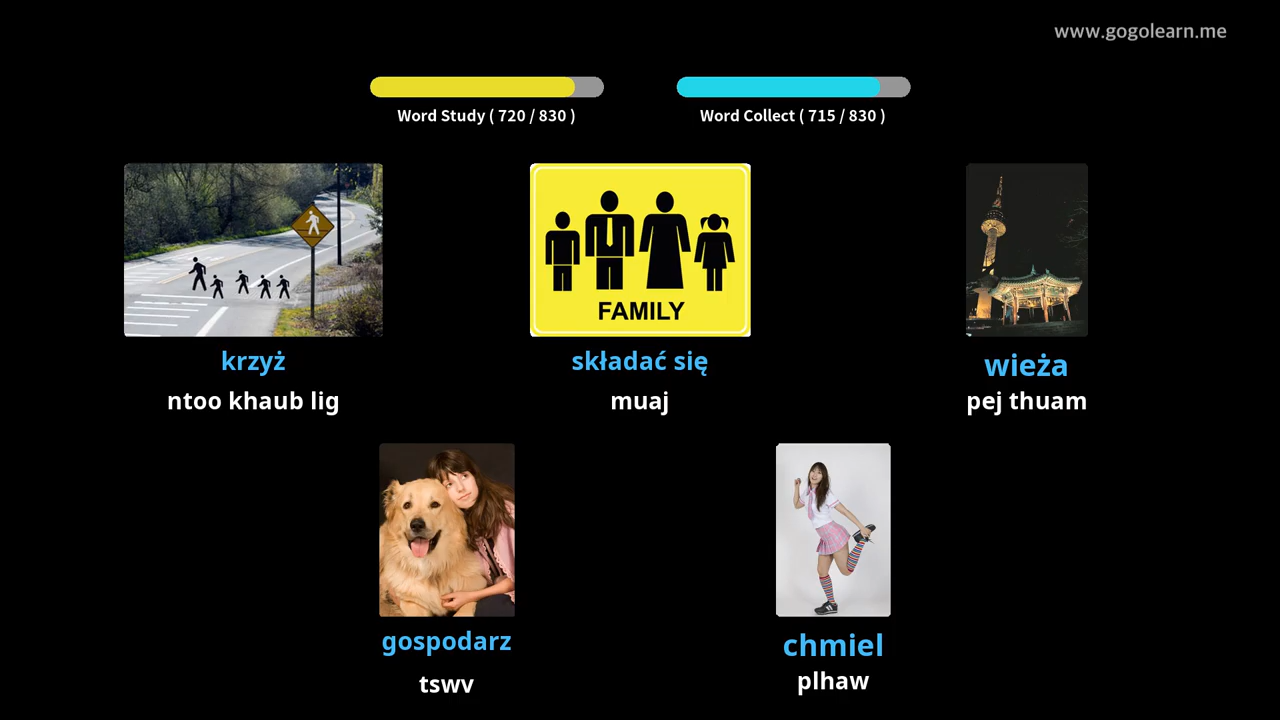 www.gogolearn.me
Word Study ( 720 / 830 )
Word Collect ( 715 / 830 )
FAMILY
krzyż
składać się
wieża
ntoo khaub lig
muaj
pej thuam
gospodarz
chmiel
tswv
plhaw